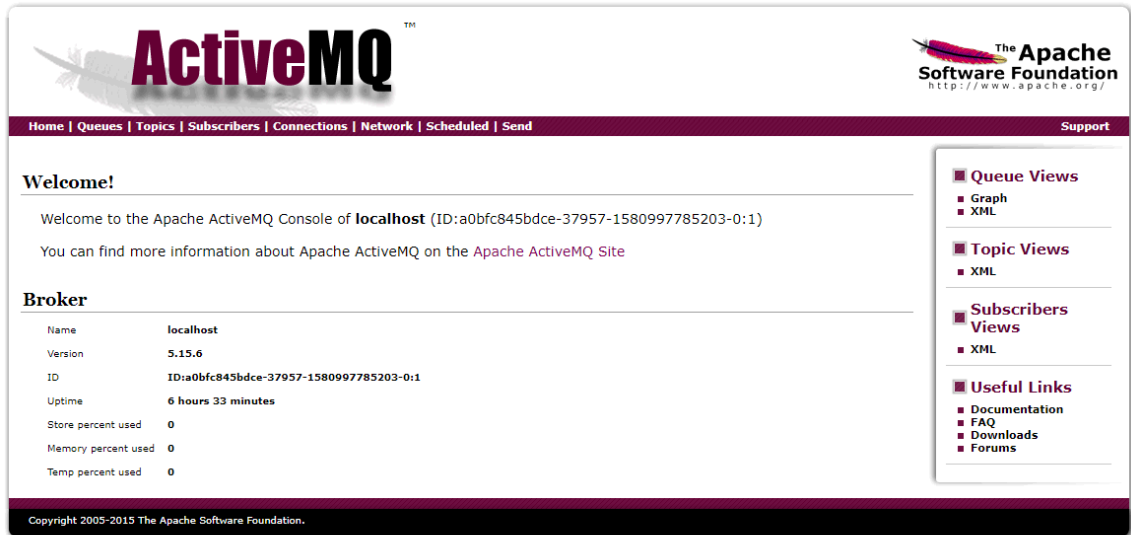 ActiveMQ ™
The Apache
Software Foundation
http://www.apache.org/
Home | Queues | Topics | Subscribers | Connections | Network | Scheduled | Send
Support
Welcome!
Welcome to the Apache ActiveMQ Console of localhost (ID:a0bfc845bdce-37957-1580997785203-0:1)
You can find more information about Apache ActiveMQ on the Apache ActiveMQ Site
Broker
Name localhost
Version 5.15.6
ID ID:a0bfc845bdce-37957-1580997785203-0:1
Uptime 6 hours 33 minutes
Store percent used 0
Memory percent used 0
Temp percent used 0
Queue Views
Graph
XML
Topic Views
XML
Subscribers
Views
XML
Useful Links
Documentation
FAQ
Downloads
Forums
Copyright 2005-2015 The Apache Software Foundation.